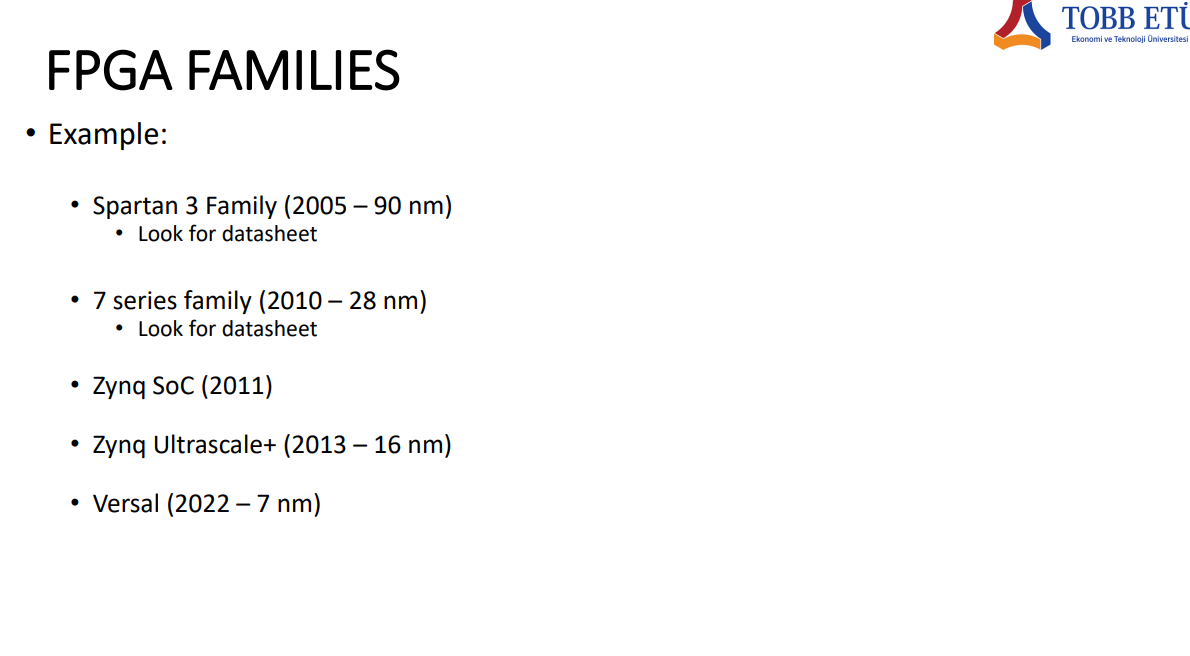 TOBB ETÜ
Ekonomi ve Teknoloji Üniversitesi
FPGA FAMILIES
• Example:
• Spartan 3 Family (2005 – 90 nm)
• Look for datasheet
• 7 series family (2010 – 28 nm)
• Look for datasheet
• Zynq SoC (2011)
• Zynq Ultrascale+ (2013 – 16 nm)
• Versal (2022 – 7 nm)